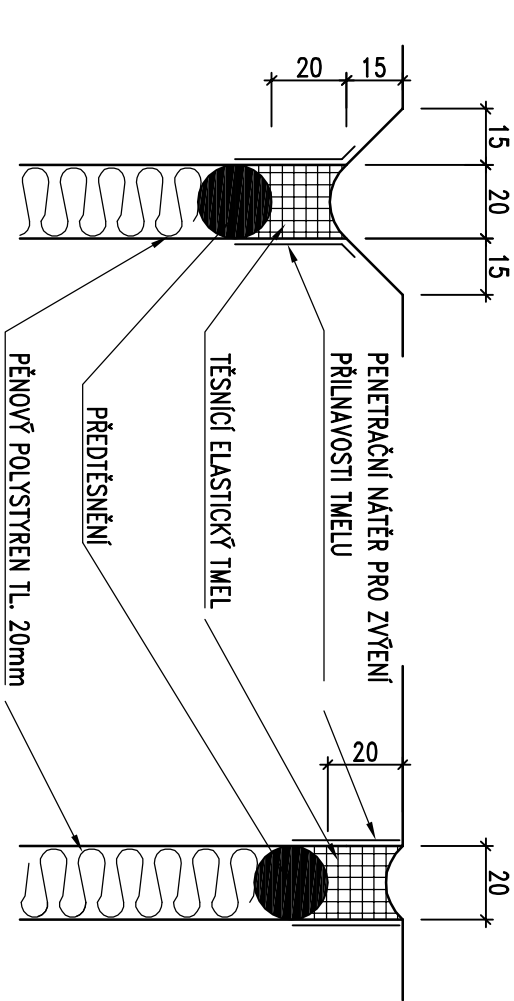 15
20
15
20
15
PENETRAČNÍ NÁTĚR PRO ZVÝENÍ
PŘILNAVOSTI TMELU
TĚSNÍCÍ ELASTICKÝ TMEL
PŘEDTĚSNĚNÍ
PĚNOVÝ POLYSTYREN TL. 20mm
20
20